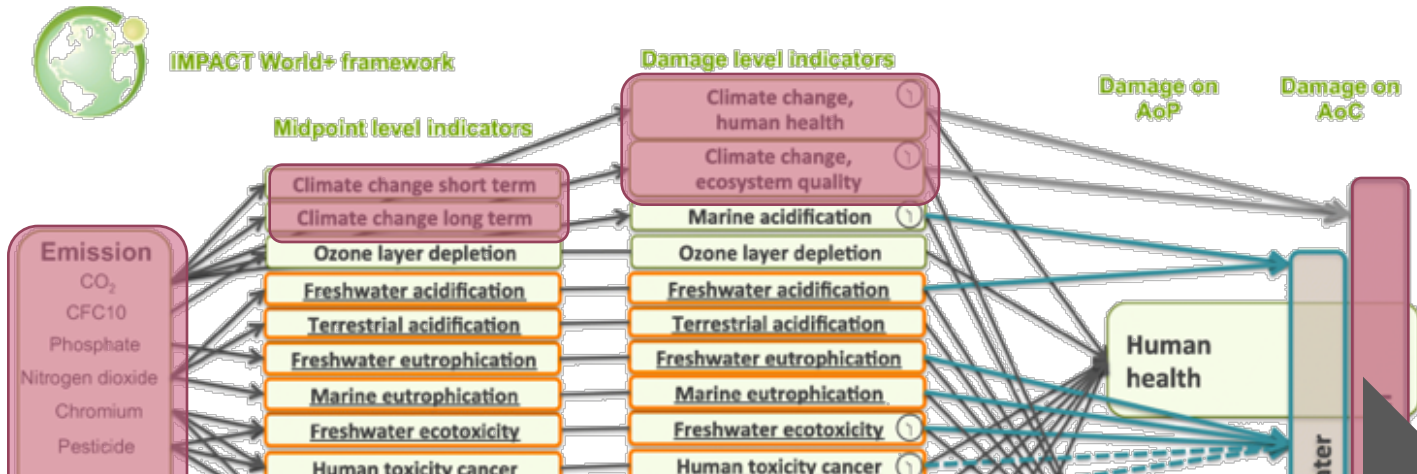 IMPACT World+ framework
Damage level indicators
Damage on
AoP
Damage on
AoC
Midpoint level indicators
Climate change,
human health
Climate change,
ecosystem quality
Climate change short term
Climate change long term
Marine acidification
Emission
Ozone layer depletion
Ozone layer depletion
CO₂
Freshwater acidification
Freshwater acidification
CFC10
Terrestrial acidification
Terrestrial acidification
Phosphate
Freshwater eutrophication
Freshwater eutrophication
Human
health
Nitrogen dioxide
Marine eutrophication
Marine eutrophication
Chromium
Freshwater ecotoxicity
Freshwater ecotoxicity
Pesticide
Human toxicity cancer
Human toxicity cancer